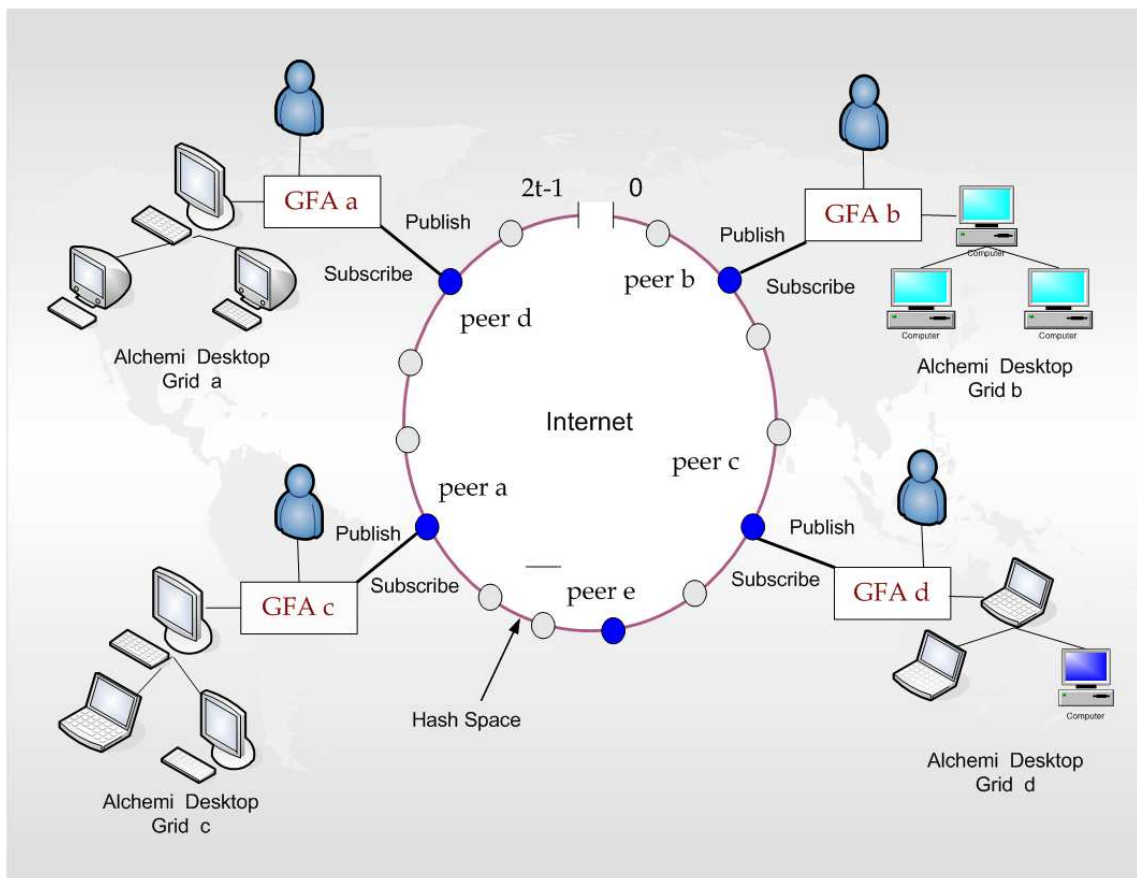 2t-1
0
GFA a
Publish
Subscribe
peer d
Alchemi Desktop
Grid a
GFA b
Publish
Subscribe
peer b
Computer
Computer
Computer
Alchemi Desktop
Grid b
Internet
peer a
peer c
GFA c
Publish
Subscribe
Alchemi Desktop
Grid c
peer e
Hash Space
Publish
Subscribe
GFA d
Computer
Alchemi Desktop
Grid d